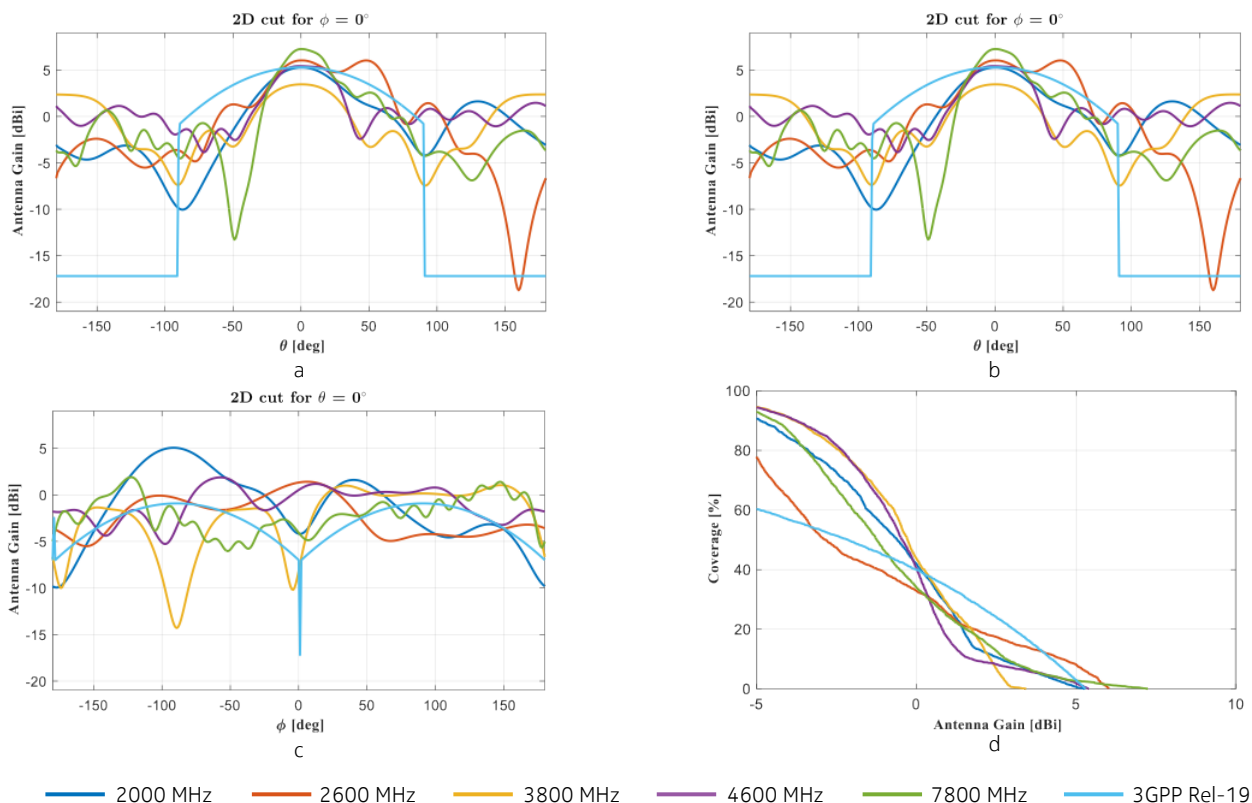 2D cut for ϕ = 0°
Antenna Gain [dBi]
5
0
-5
-10
-15
-20
-150
-100
-50
0
50
100
150
θ [deg]
a
2D cut for ϕ = 0°
Antenna Gain [dBi]
5
0
-5
-10
-15
-20
-150
-100
-50
0
50
100
150
θ [deg]
b
2D cut for θ = 0°
Antenna Gain [dBi]
5
0
-5
-10
-15
-20
-150
-100
-50
0
50
100
150
ϕ [deg]
c
Coverage [%]
100
80
60
40
20
0
-5
0
5
10
Antenna Gain [dBi]
d
2000 MHz
2600 MHz
3800 MHz
4600 MHz
7800 MHz
3GPP Rel-19